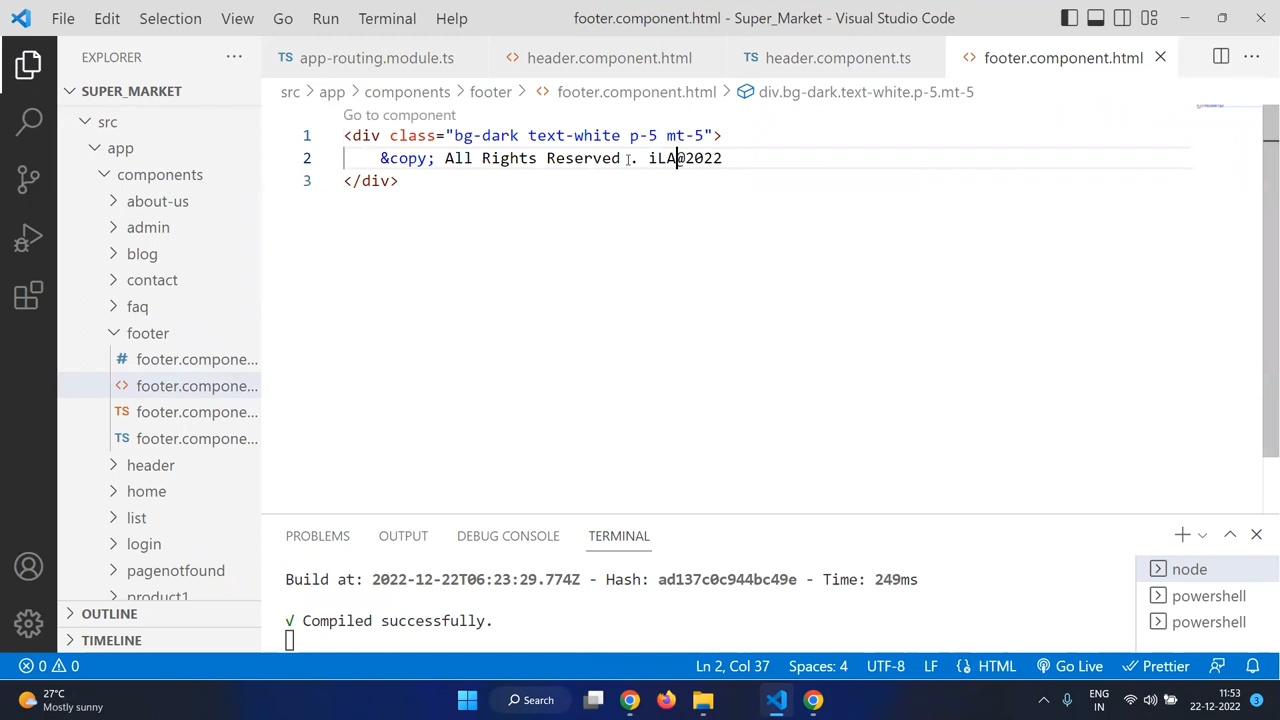 File Edit Selection View Go Run Terminal Help footer.component.html - Super_Market - Visual Studio Code
EXPLORER
app-routing.module.ts header.component.html TS header.component.ts footer.component.html
TS
SUPER_MARKET
src > app > components > footer > footer.component.html > div.bg-dark.text-white.p-5.mt-5
Go to component
1 <div class="bg-dark text-white p-5 mt-5">
2 &copy; All Rights Reserved . iLA@2022
3 </div>
src
app
components
about-us
admin
blog
contact
faq
footer
# footer.compone...
<> footer.compone...
TS footer.compone...
TS footer.compone...
header
home
list
login
pagenotfound
product1
OUTLINE
TIMELINE
PROBLEMS OUTPUT DEBUG CONSOLE TERMINAL
Build at: 2022-12-22T06:23:29.774Z - Hash: ad137c0c944bc49e - Time: 249ms
√ Compiled successfully.
node
powershell
powershell
0 0 Ln 2, Col 37 Spaces: 4 UTF-8 LF HTML Go Live Prettier
27°C
Mostly sunny
Search
ENG
IN
11:53
22-12-2022
3